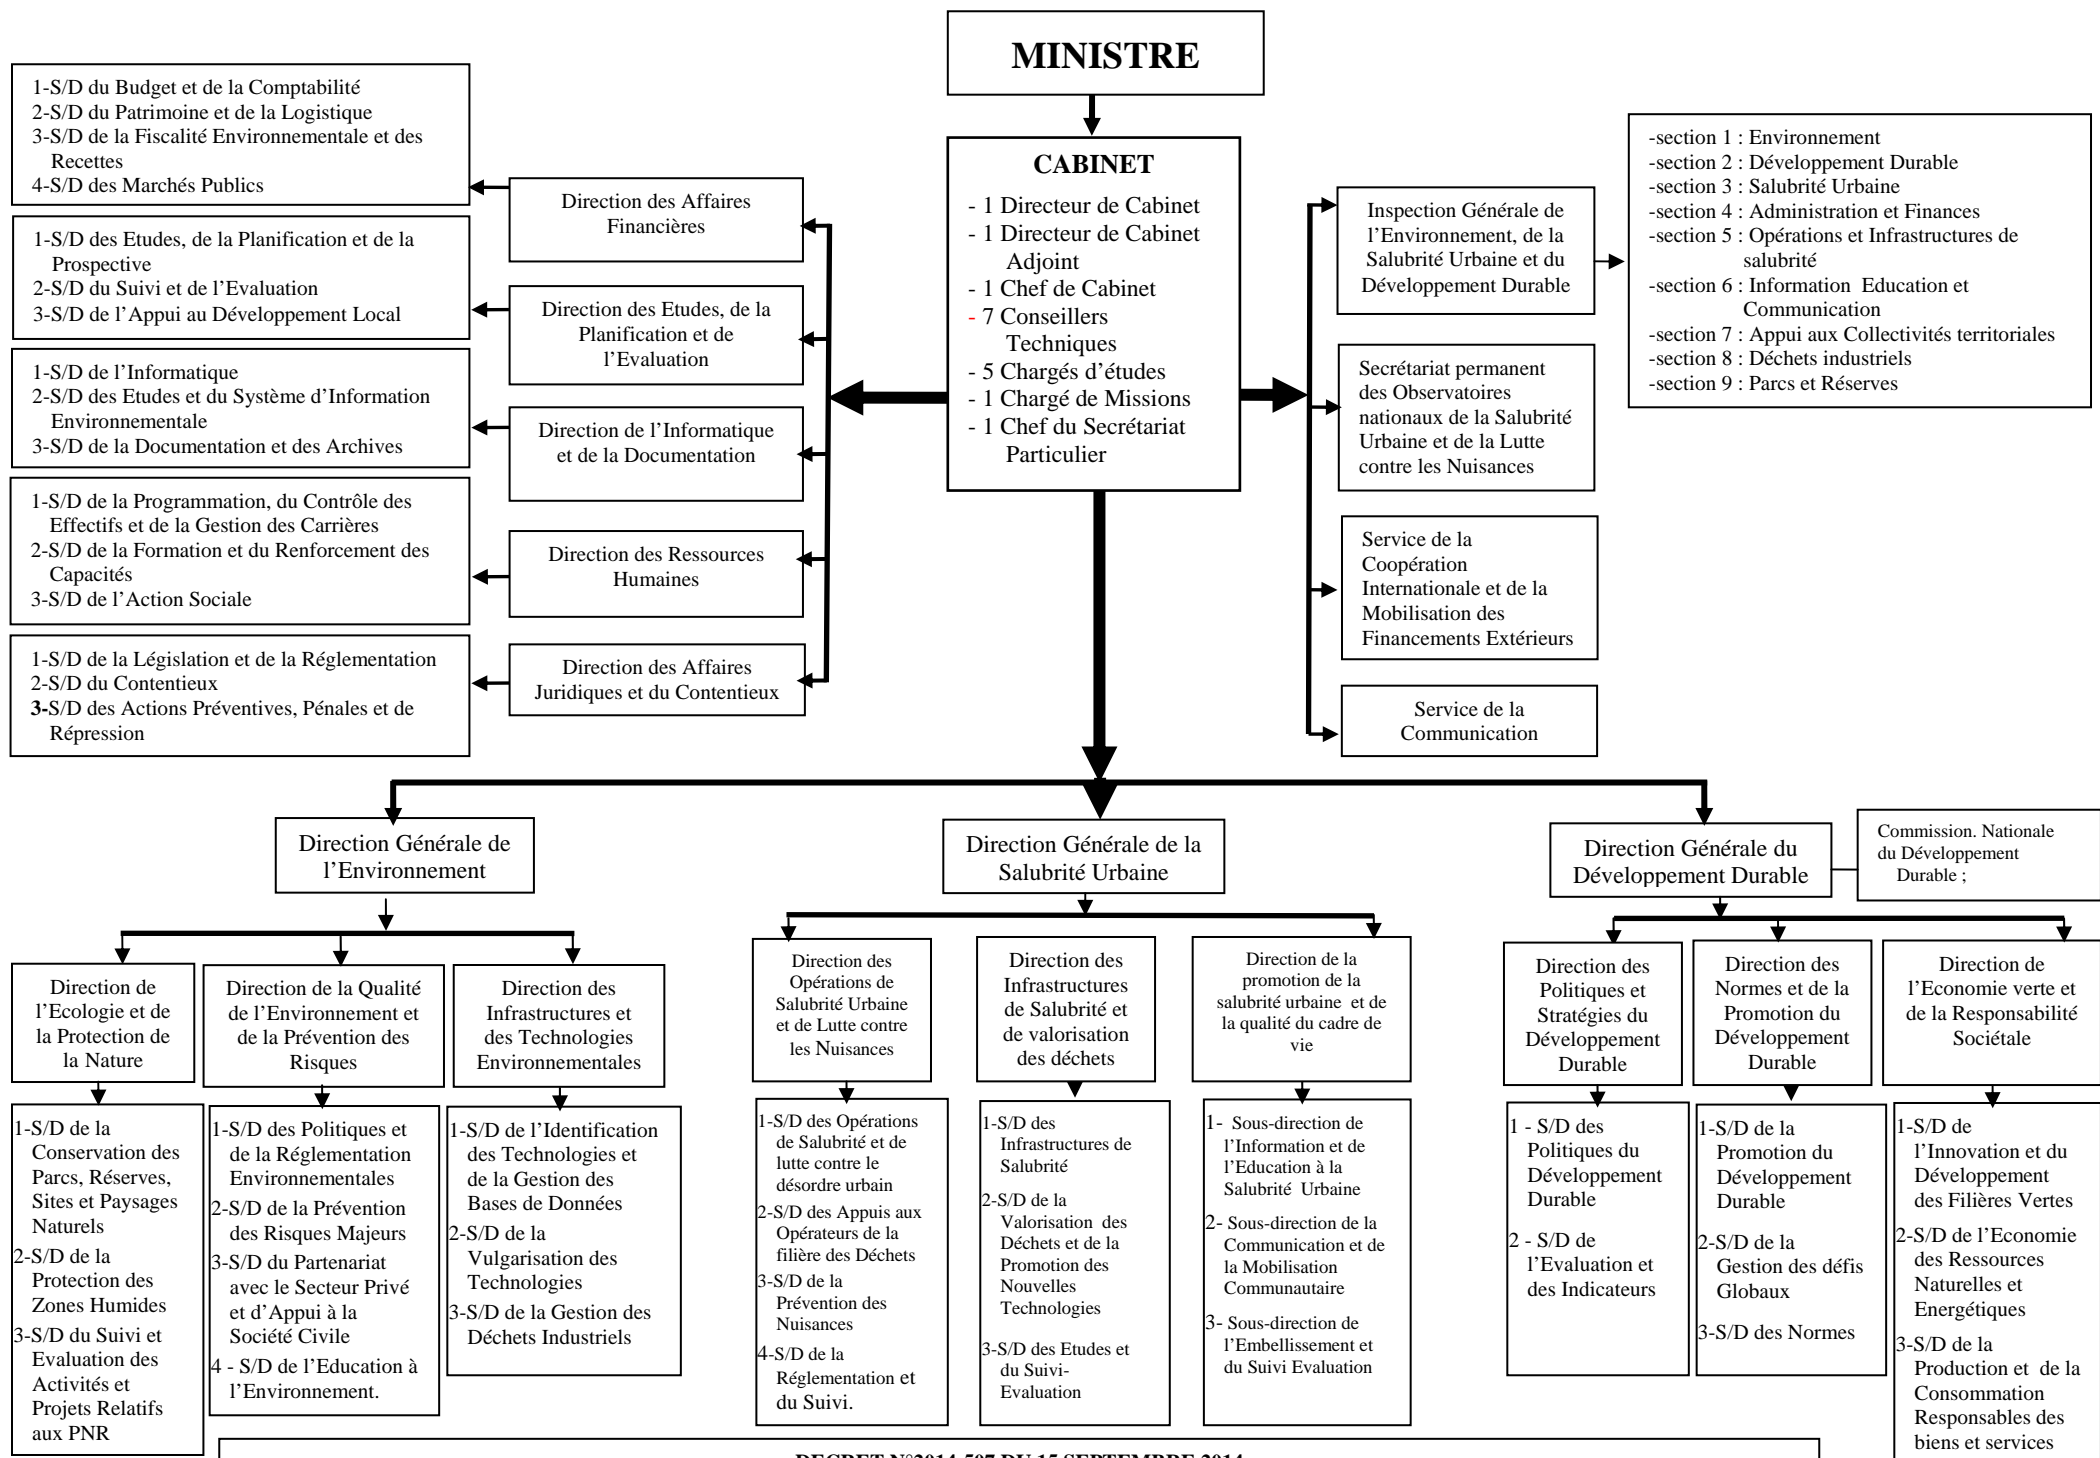 MINISTRE
1-S/D du Budget et de la Comptabilité
2-S/D du Patrimoine et de la Logistique
3-S/D de la Fiscalité Environnementale et des
Recettes
4-S/D des Marchés Publics
1-S/D des Etudes, de la Planification et de la
Prospective
2-S/D du Suivi et de l’Evaluation
3-S/D de l’Appui au Développement Local
1-S/D de l’Informatique
2-S/D des Etudes et du Système d’Information
Environnementale
3-S/D de la Documentation et des Archives
1-S/D de la Programmation, du Contrôle des
Effectifs et de la Gestion des Carrières
2-S/D de la Formation et du Renforcement des
Capacités
3-S/D de l’Action Sociale
1-S/D de la Législation et de la Réglementation
2-S/D du Contentieux
3-S/D des Actions Préventives, Pénales et de
Répression
Direction des Affaires
Financières
Direction des Etudes, de la
Planification et de
l’Evaluation
Direction de l’Informatique
et de la Documentation
Direction des Ressources
Humaines
Direction des Affaires
Juridiques et du Contentieux
CABINET
- 1 Directeur de Cabinet
- 1 Directeur de Cabinet
Adjoint
- 1 Chef de Cabinet
- 7 Conseillers
Techniques
- 5 Chargés d’études
- 1 Chargé de Missions
- 1 Chef du Secrétariat
Particulier
Inspection Générale de
l’Environnement, de la
Salubrité Urbaine et du
Développement Durable
Secrétariat permanent
des Observatoires
nationaux de la Salubrité
Urbaine et de la Lutte
contre les Nuisances
Service de la
Coopération
Internationale et de la
Mobilisation des
Financements Extérieurs
Service de la
Communication
-section 1 : Environnement
-section 2 : Développement Durable
-section 3 : Salubrité Urbaine
-section 4 : Administration et Finances
-section 5 : Opérations et Infrastructures de
salubrité
-section 6 : Information Education et
Communication
-section 7 : Appui aux Collectivités territoriales
-section 8 : Déchets industriels
-section 9 : Parcs et Réserves
Direction Générale de
l’Environnement
Direction Générale de la
Salubrité Urbaine
Direction Générale du
Développement Durable
Commission. Nationale
du Développement
Durable ;
Direction de
l’Ecologie et de
la Protection de
la Nature
Direction de la Qualité
de l’Environnement et
de la Prévention des
Risques
Direction des
Infrastructures et
des Technologies
Environnementales
Direction des
Opérations de
Salubrité Urbaine
et de Lutte contre
les Nuisances
Direction des
Infrastructures
de Salubrité et
de valorisation
des déchets
Direction de la
promotion de la
salubrité urbaine et de
la qualité du cadre de
vie
Direction des
Politiques et
Stratégies du
Développement
Durable
Direction des
Normes et de la
Promotion du
Développement
Durable
Direction de
l’Economie verte et
de la Responsabilité
Sociétale
1-S/D de la
Conservation des
Parcs, Réserves,
Sites et Paysages
Naturels
2-S/D de la
Protection des
Zones Humides
3-S/D du Suivi et
Evaluation des
Activités et
Projets Relatifs
aux PNR
1-S/D des Politiques et
de la Réglementation
Environnementales
2-S/D de la Prévention
des Risques Majeurs
3-S/D du Partenariat
avec le Secteur Privé
et d’Appui à la
Société Civile
4 - S/D de l’Education à
l’Environnement.
1-S/D de l’Identification
des Technologies et
de la Gestion des
Bases de Données
2-S/D de la
Vulgarisation des
Technologies
3-S/D de la Gestion des
Déchets Industriels
1-S/D des Opérations
de Salubrité et de
lutte contre le
désordre urbain
2-S/D des Appuis aux
Opérateurs de la
filière des Déchets
3-S/D de la
Prévention des
Nuisances
4-S/D de la
Réglementation et
du Suivi.
1-S/D des
Infrastructures de
Salubrité
2-S/D de la
Valorisation des
Déchets et de la
Promotion des
Nouvelles
Technologies
3-S/D des Etudes et
du Suivi-
Evaluation
1- Sous-direction de
l’Information et de
l’Education à la
Salubrité Urbaine
2- Sous-direction de la
Communication et de
la Mobilisation
Communautaire
3- Sous-direction de
l’Embellissement et
du Suivi Evaluation
1 - S/D des
Politiques du
Développement
Durable
2 - S/D de
l’Evaluation et
des Indicateurs
1-S/D de la
Promotion du
Développement
Durable
2-S/D de la
Gestion des défis
Globaux
3-S/D des Normes
1-S/D de
l’Innovation et du
Développement
des Filières Vertes
2-S/D de l’Economie
des Ressources
Naturelles et
Energétiques
3-S/D de la
Production et de la
Consommation
Responsables des
biens et services
DECRET N°2014-507 DU 15 SEPTEMBRE 2014